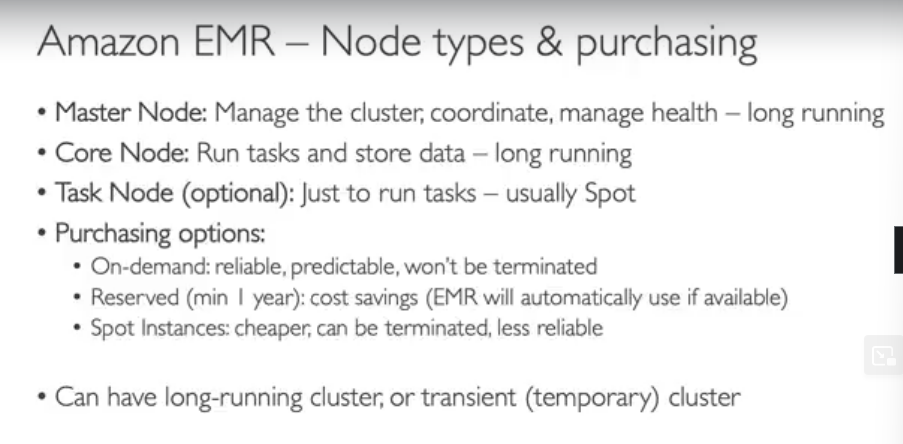 Amazon EMR – Node types & purchasing
• Master Node: Manage the cluster, coordinate, manage health – long running
• Core Node: Run tasks and store data – long running
• Task Node (optional): Just to run tasks – usually Spot
• Purchasing options:
• On-demand: reliable, predictable, won't be terminated
• Reserved (min 1 year): cost savings (EMR will automatically use if available)
• Spot Instances: cheaper, can be terminated, less reliable
• Can have long-running cluster, or transient (temporary) cluster